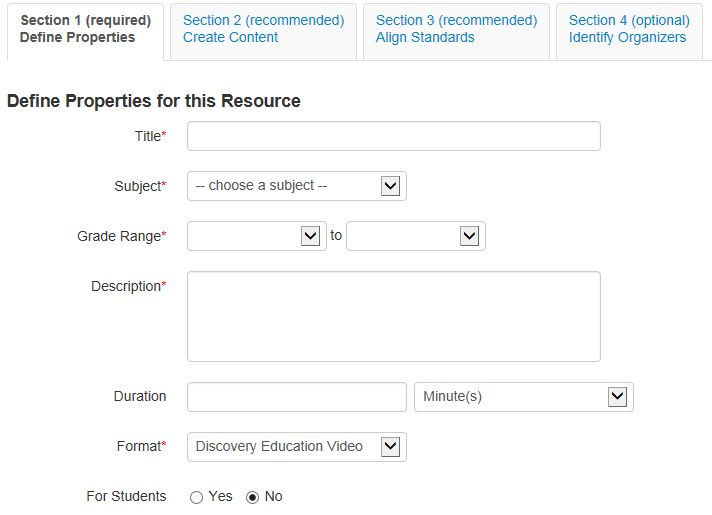 Section 1 (required)
Define Properties
Section 2 (recommended)
Create Content
Section 3 (recommended)
Align Standards
Section 4 (optional)
Identify Organizers
Define Properties for this Resource
Title*
Subject* -- choose a subject --
Grade Range* to
Description*
Duration Minute(s)
Format* Discovery Education Video
For Students Yes No